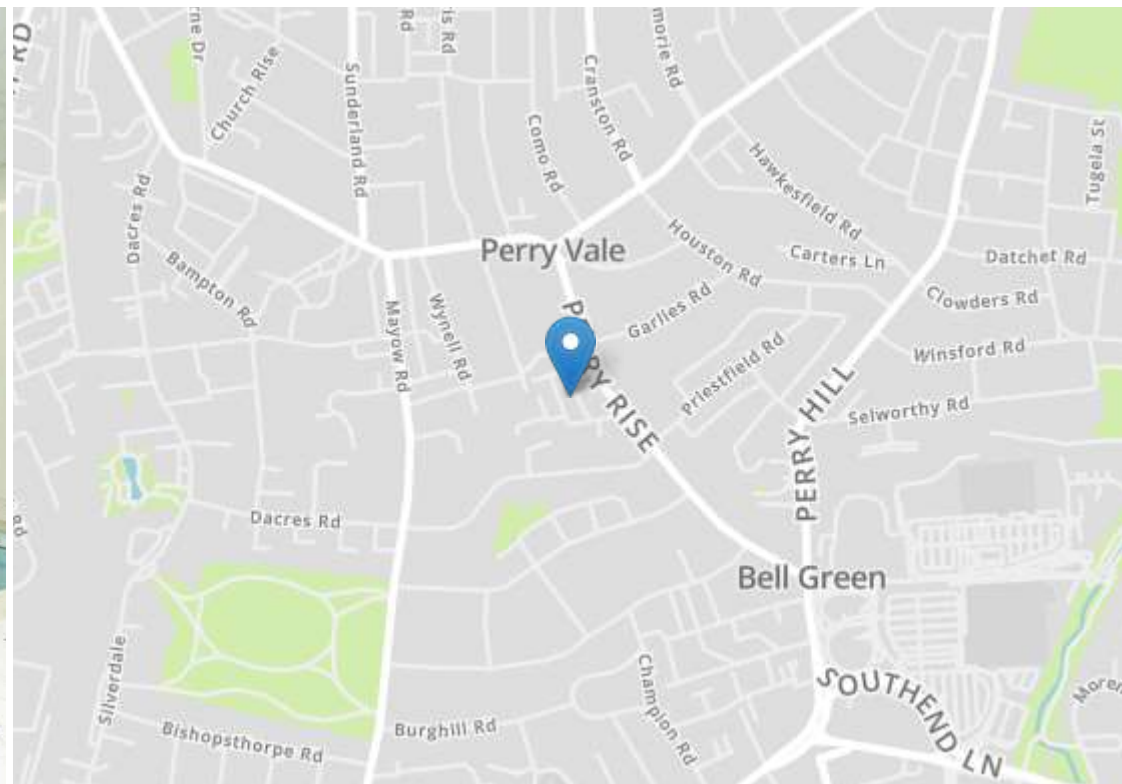 Church Rise
Sunderland Rd
Cranston Rd
Como Rd
Hawkesfield Rd
Tugela St
Dacres Rd
Bampton Rd
Perry Vale
Houston Rd
Carters Ln
Datchet Rd
Mayow Rd
Wynell Rd
Garlies Rd
Clowders Rd
Winsford Rd
Priestfield Rd
PERRY HILL
Selworthy Rd
RISE
Dacres Rd
Bell Green
Silverdale
Champion Rd
SOUTHEND LN
Burghill Rd
Bishopsthorpe Rd